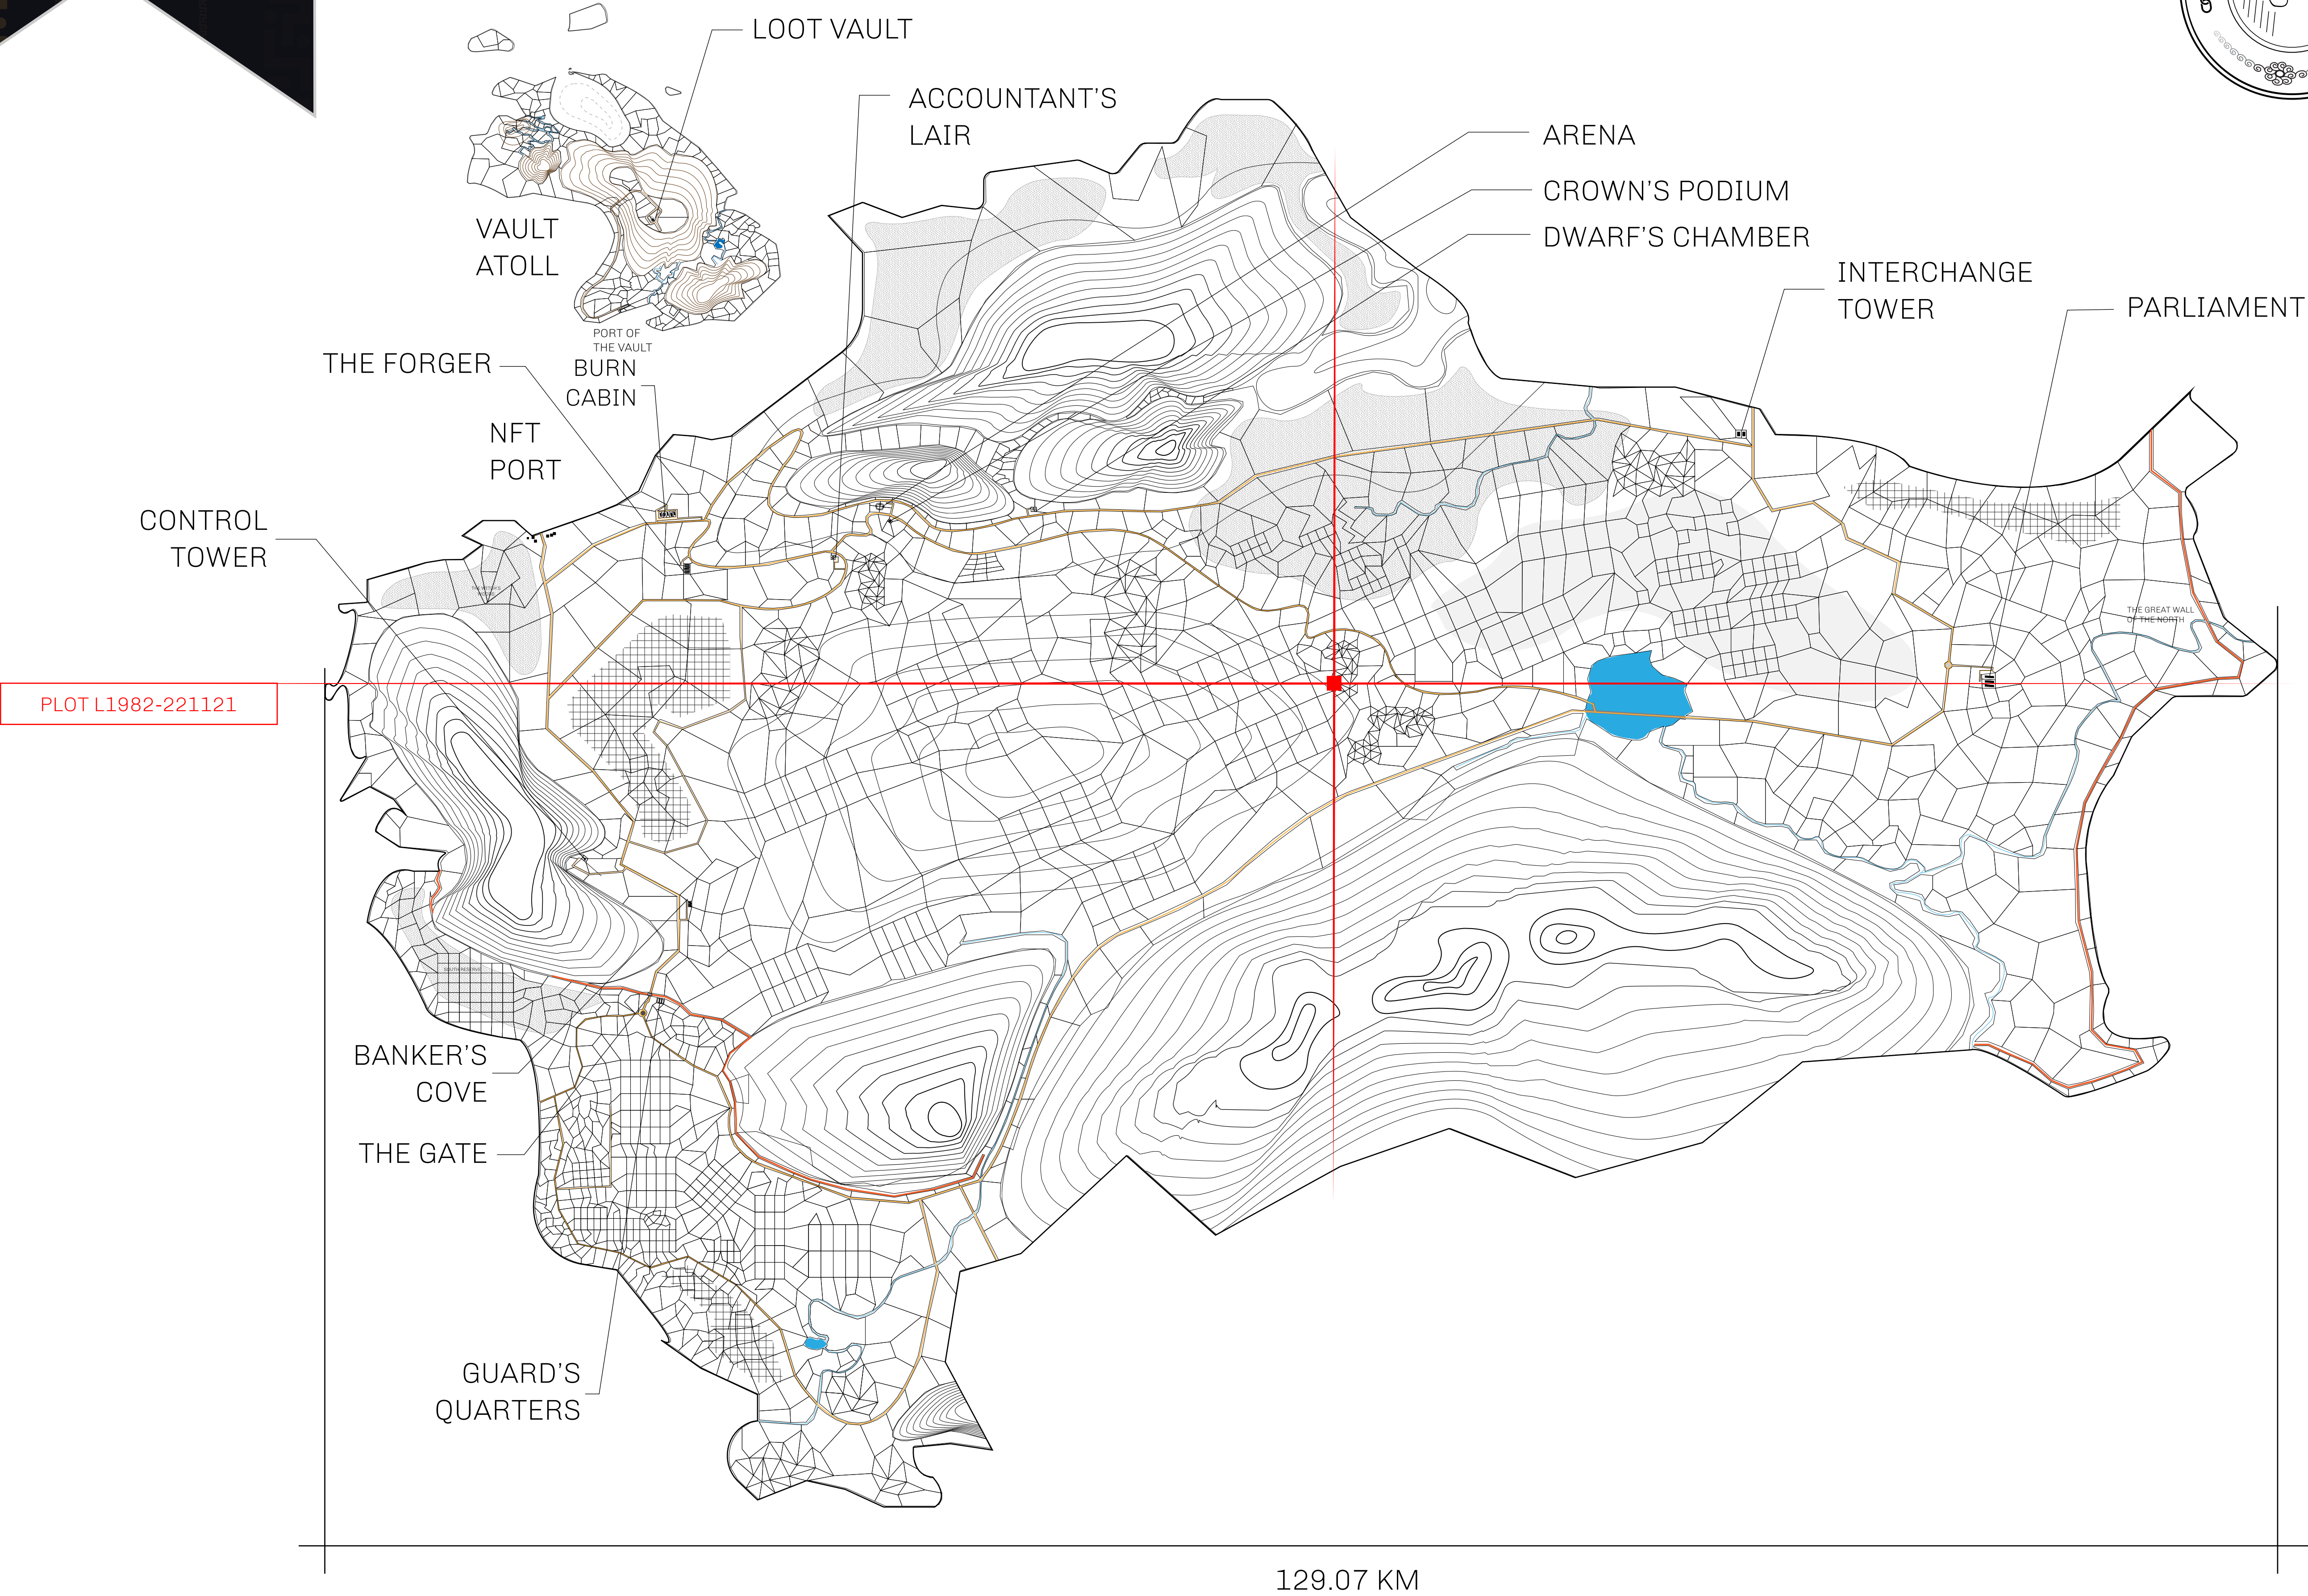 LOOT VAULT
ACCOUNTANT'S
LAIR
ARENA
CROWN'S PODIUM
DWARF'S CHAMBER
VAULT
ATOLL
INTERCHANGE
TOWER
PARLIAMENT
PORT OF
THE VAULT
THE FORGER
BURN
CABIN
NFT
PORT
CONTROL
TOWER
THE GREAT WALL
OF THE NORTH
PLOT L1982-221121
SOUTH RESERVE
BANKER'S
COVE
THE GATE
GUARD'S
QUARTERS
129.07 KM